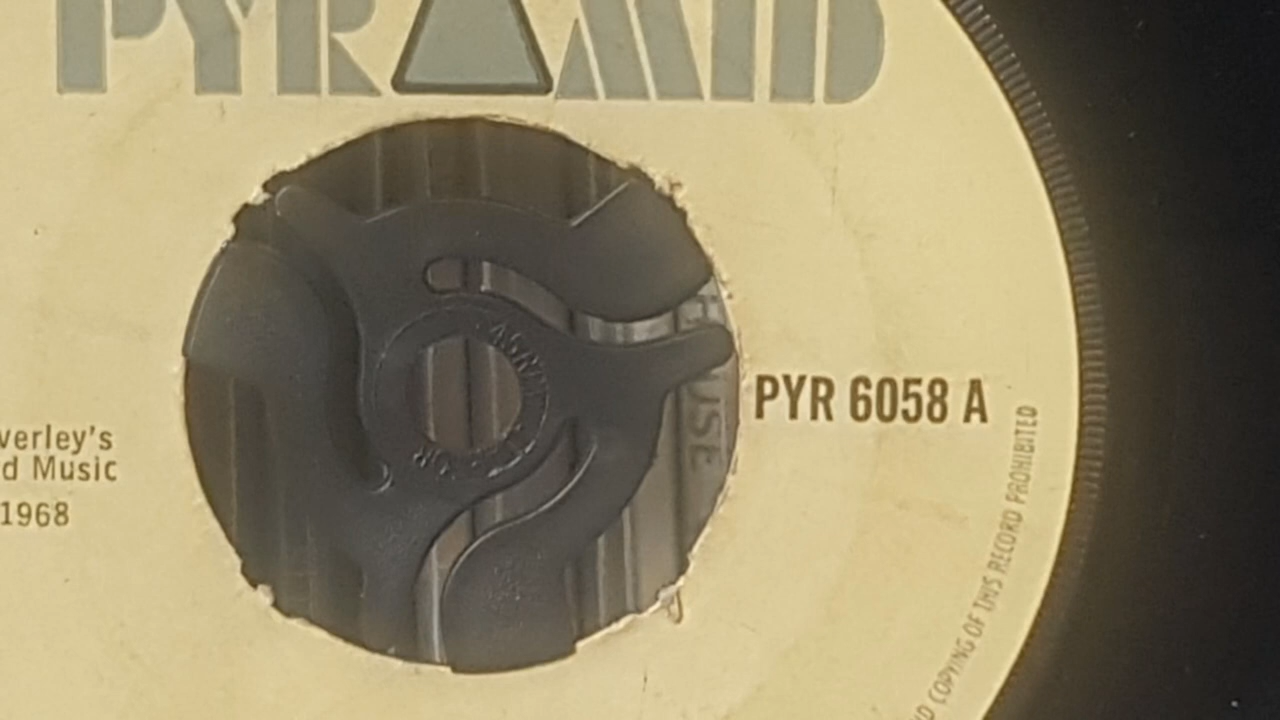 PYRAMID
PYR 6058 A
verley's
d Music
1968
D COPYING OF THIS RECORD PROHIBITED